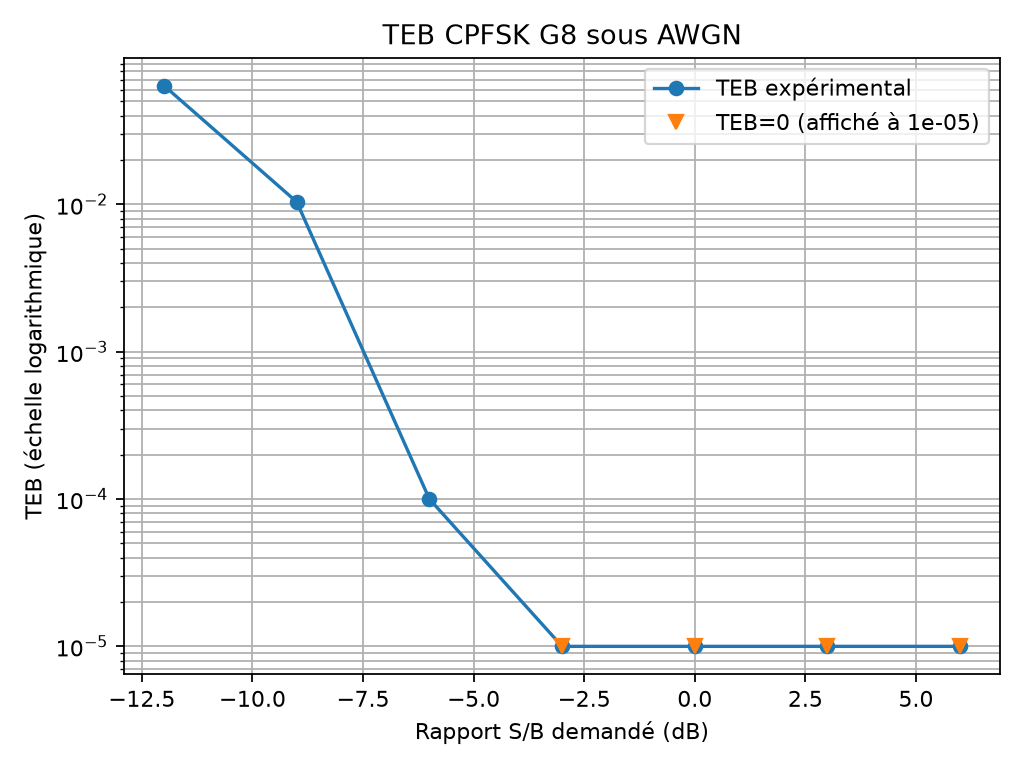 TEB CPFSK G8 sous AWGN
TEB expérimental
TEB=0 (affiché à 1e-05)
TEB (échelle logarithmique)
10⁻²
10⁻³
10⁻⁴
10⁻⁵
−12.5 −10.0 −7.5 −5.0 −2.5 0.0 2.5 5.0
Rapport S/B demandé (dB)